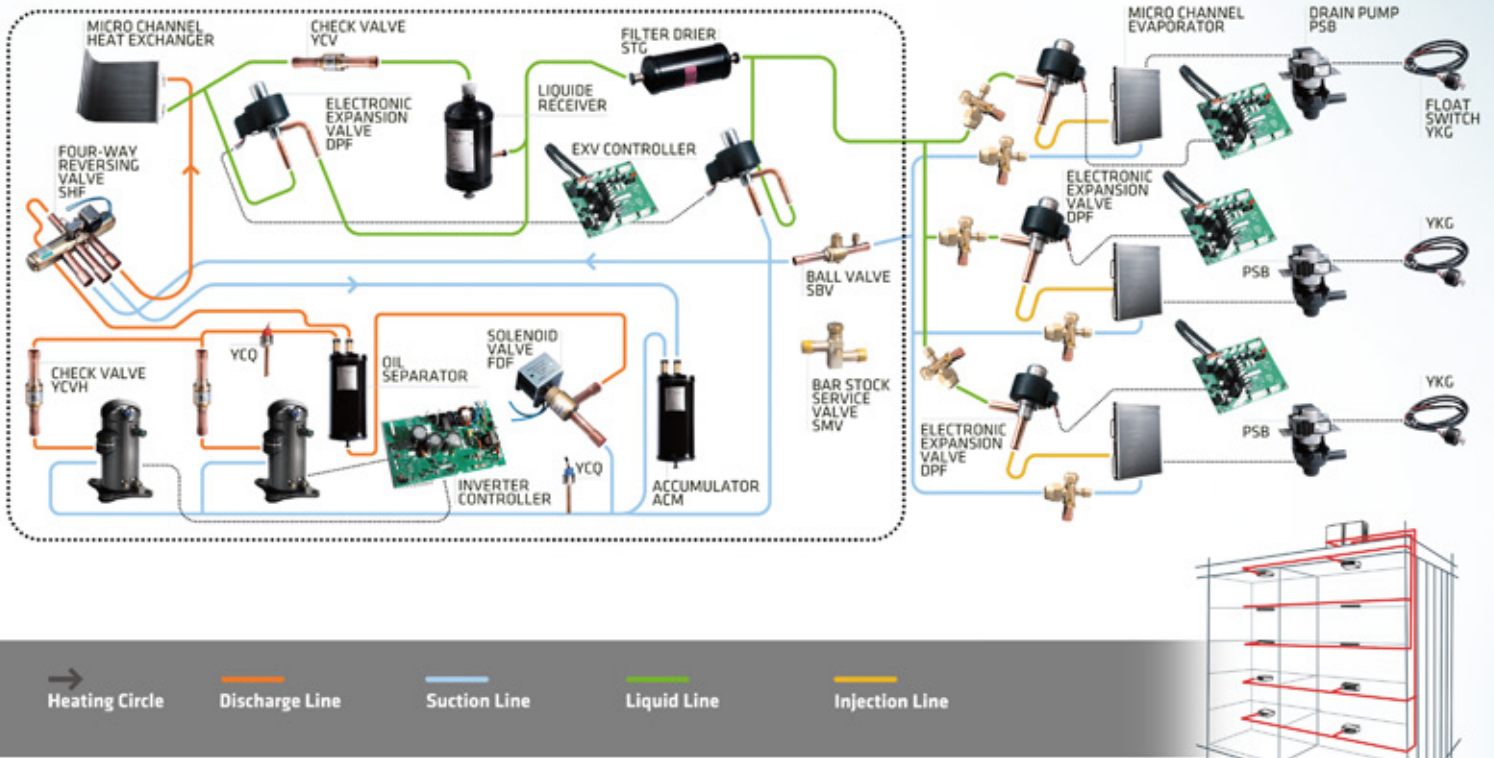 MICRO CHANNEL
HEAT EXCHANGER
CHECK VALVE
YCV
FILTER DRIER
STG
MICRO CHANNEL
EVAPORATOR
DRAIN PUMP
PSB
ELECTRONIC
EXPANSION
VALVE
DPF
LIQUIDE
RECEIVER
FLOAT
SWITCH
YKG
FOUR-WAY
REVERSING
VALVE
SHF
EXV CONTROLLER
ELECTRONIC
EXPANSION
VALVE
DPF
YKG
PSB
BALL VALVE
SBV
YCQ
SOLENOID
VALVE
FDF
CHECK VALVE
YCVH
OIL
SEPARATOR
BAR STOCK
SERVICE
VALVE
SMV
YKG
PSB
ELECTRONIC
EXPANSION
VALVE
DPF
YCQ
INVERTER
CONTROLLER
ACCUMULATOR
ACM
Heating Circle
Discharge Line
Suction Line
Liquid Line
Injection Line